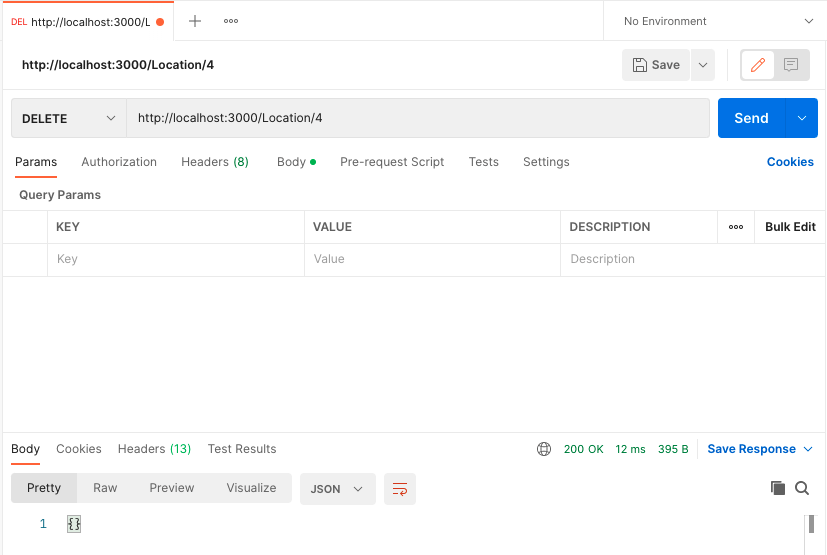 DEL http://localhost:3000/L
No Environment
http://localhost:3000/Location/4
Save
DELETE http://localhost:3000/Location/4 Send
Params Authorization Headers (8) Body Pre-request Script Tests Settings Cookies
Query Params
KEY VALUE DESCRIPTION Bulk Edit
Key Value Description
Body Cookies Headers (13) Test Results 200 OK 12 ms 395 B Save Response
Pretty Raw Preview Visualize JSON
1 {}